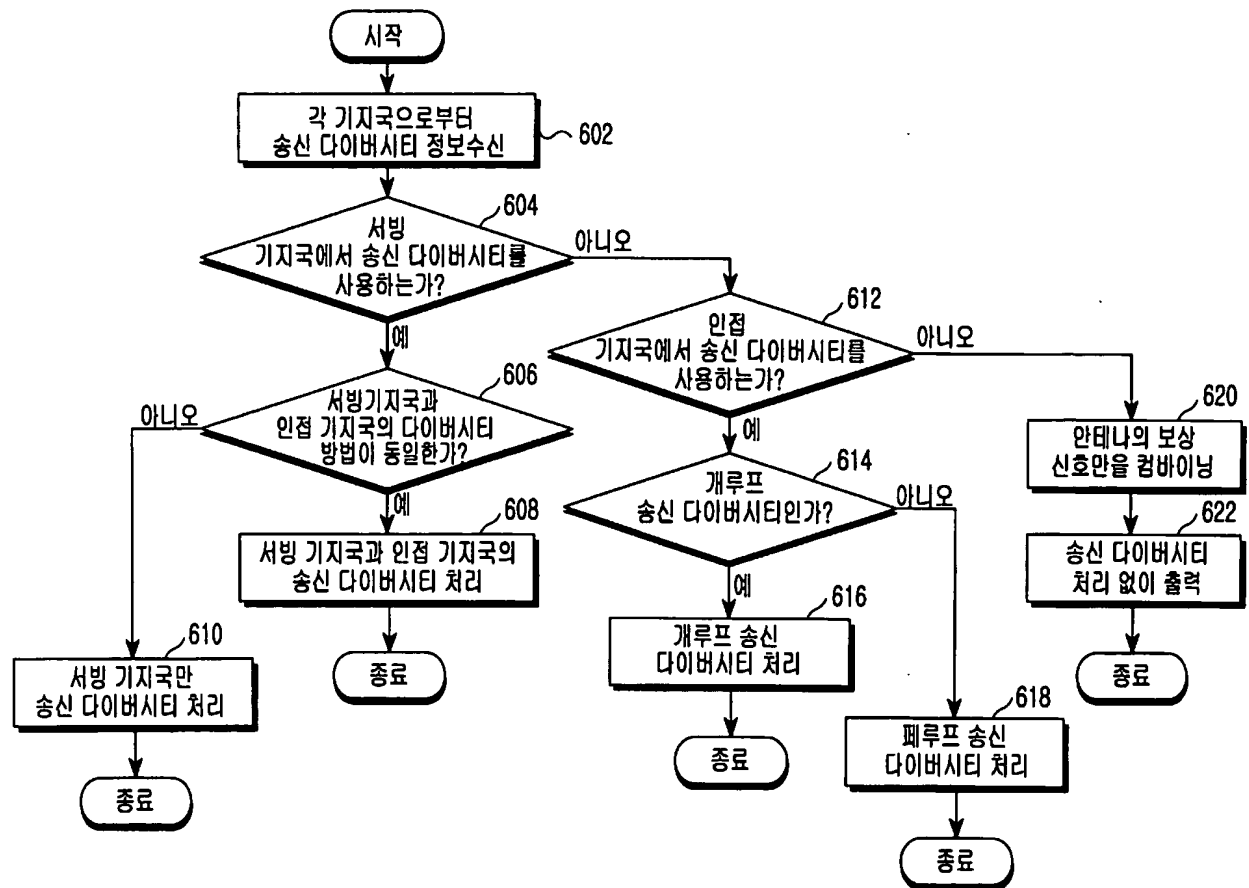 시작
각 기지국으로부터
송신 다이버시티 정보수신
602
604
서빙
기지국에서 송신 다이버시티를
사용하는가?
아니오
예
606
서빙기지국과
인접 기지국의 다이버시티
방법이 동일한가?
아니오
예
608
서빙 기지국과 인접 기지국의
송신 다이버시티 처리
종료
610
서빙 기지국만
송신 다이버시티 처리
종료
612
인접
기지국에서 송신 다이버시티를
사용하는가?
아니오
예
614
개루프
송신 다이버시티인가?
아니오
예
616
개루프 송신
다이버시티 처리
종료
618
폐루프 송신
다이버시티 처리
종료
620
안테나의 보상
신호만을 컴바이닝
622
송신 다이버시티
처리 없이 출력
종료